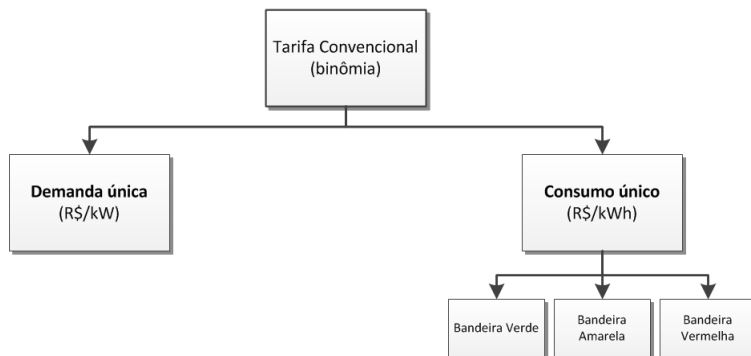 Tarifa Convencional
(binômia)
Demanda única
(R$/kW)
Consumo único
(R$/kWh)
Bandeira Verde
Bandeira
Amarela
Bandeira
Vermelha